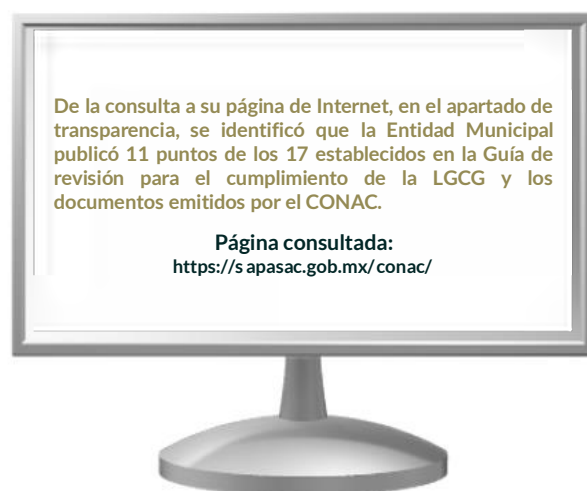 De la consulta a su página de Internet, en el apartado de
transparencia, se identificó que la Entidad Municipal
publicó 11 puntos de los 17 establecidos en la Guía de
revisión para el cumplimiento de la LGCG y los
documentos emitidos por el CONAC.
Página consultada:
https://s apasac.gob.mx/conac/